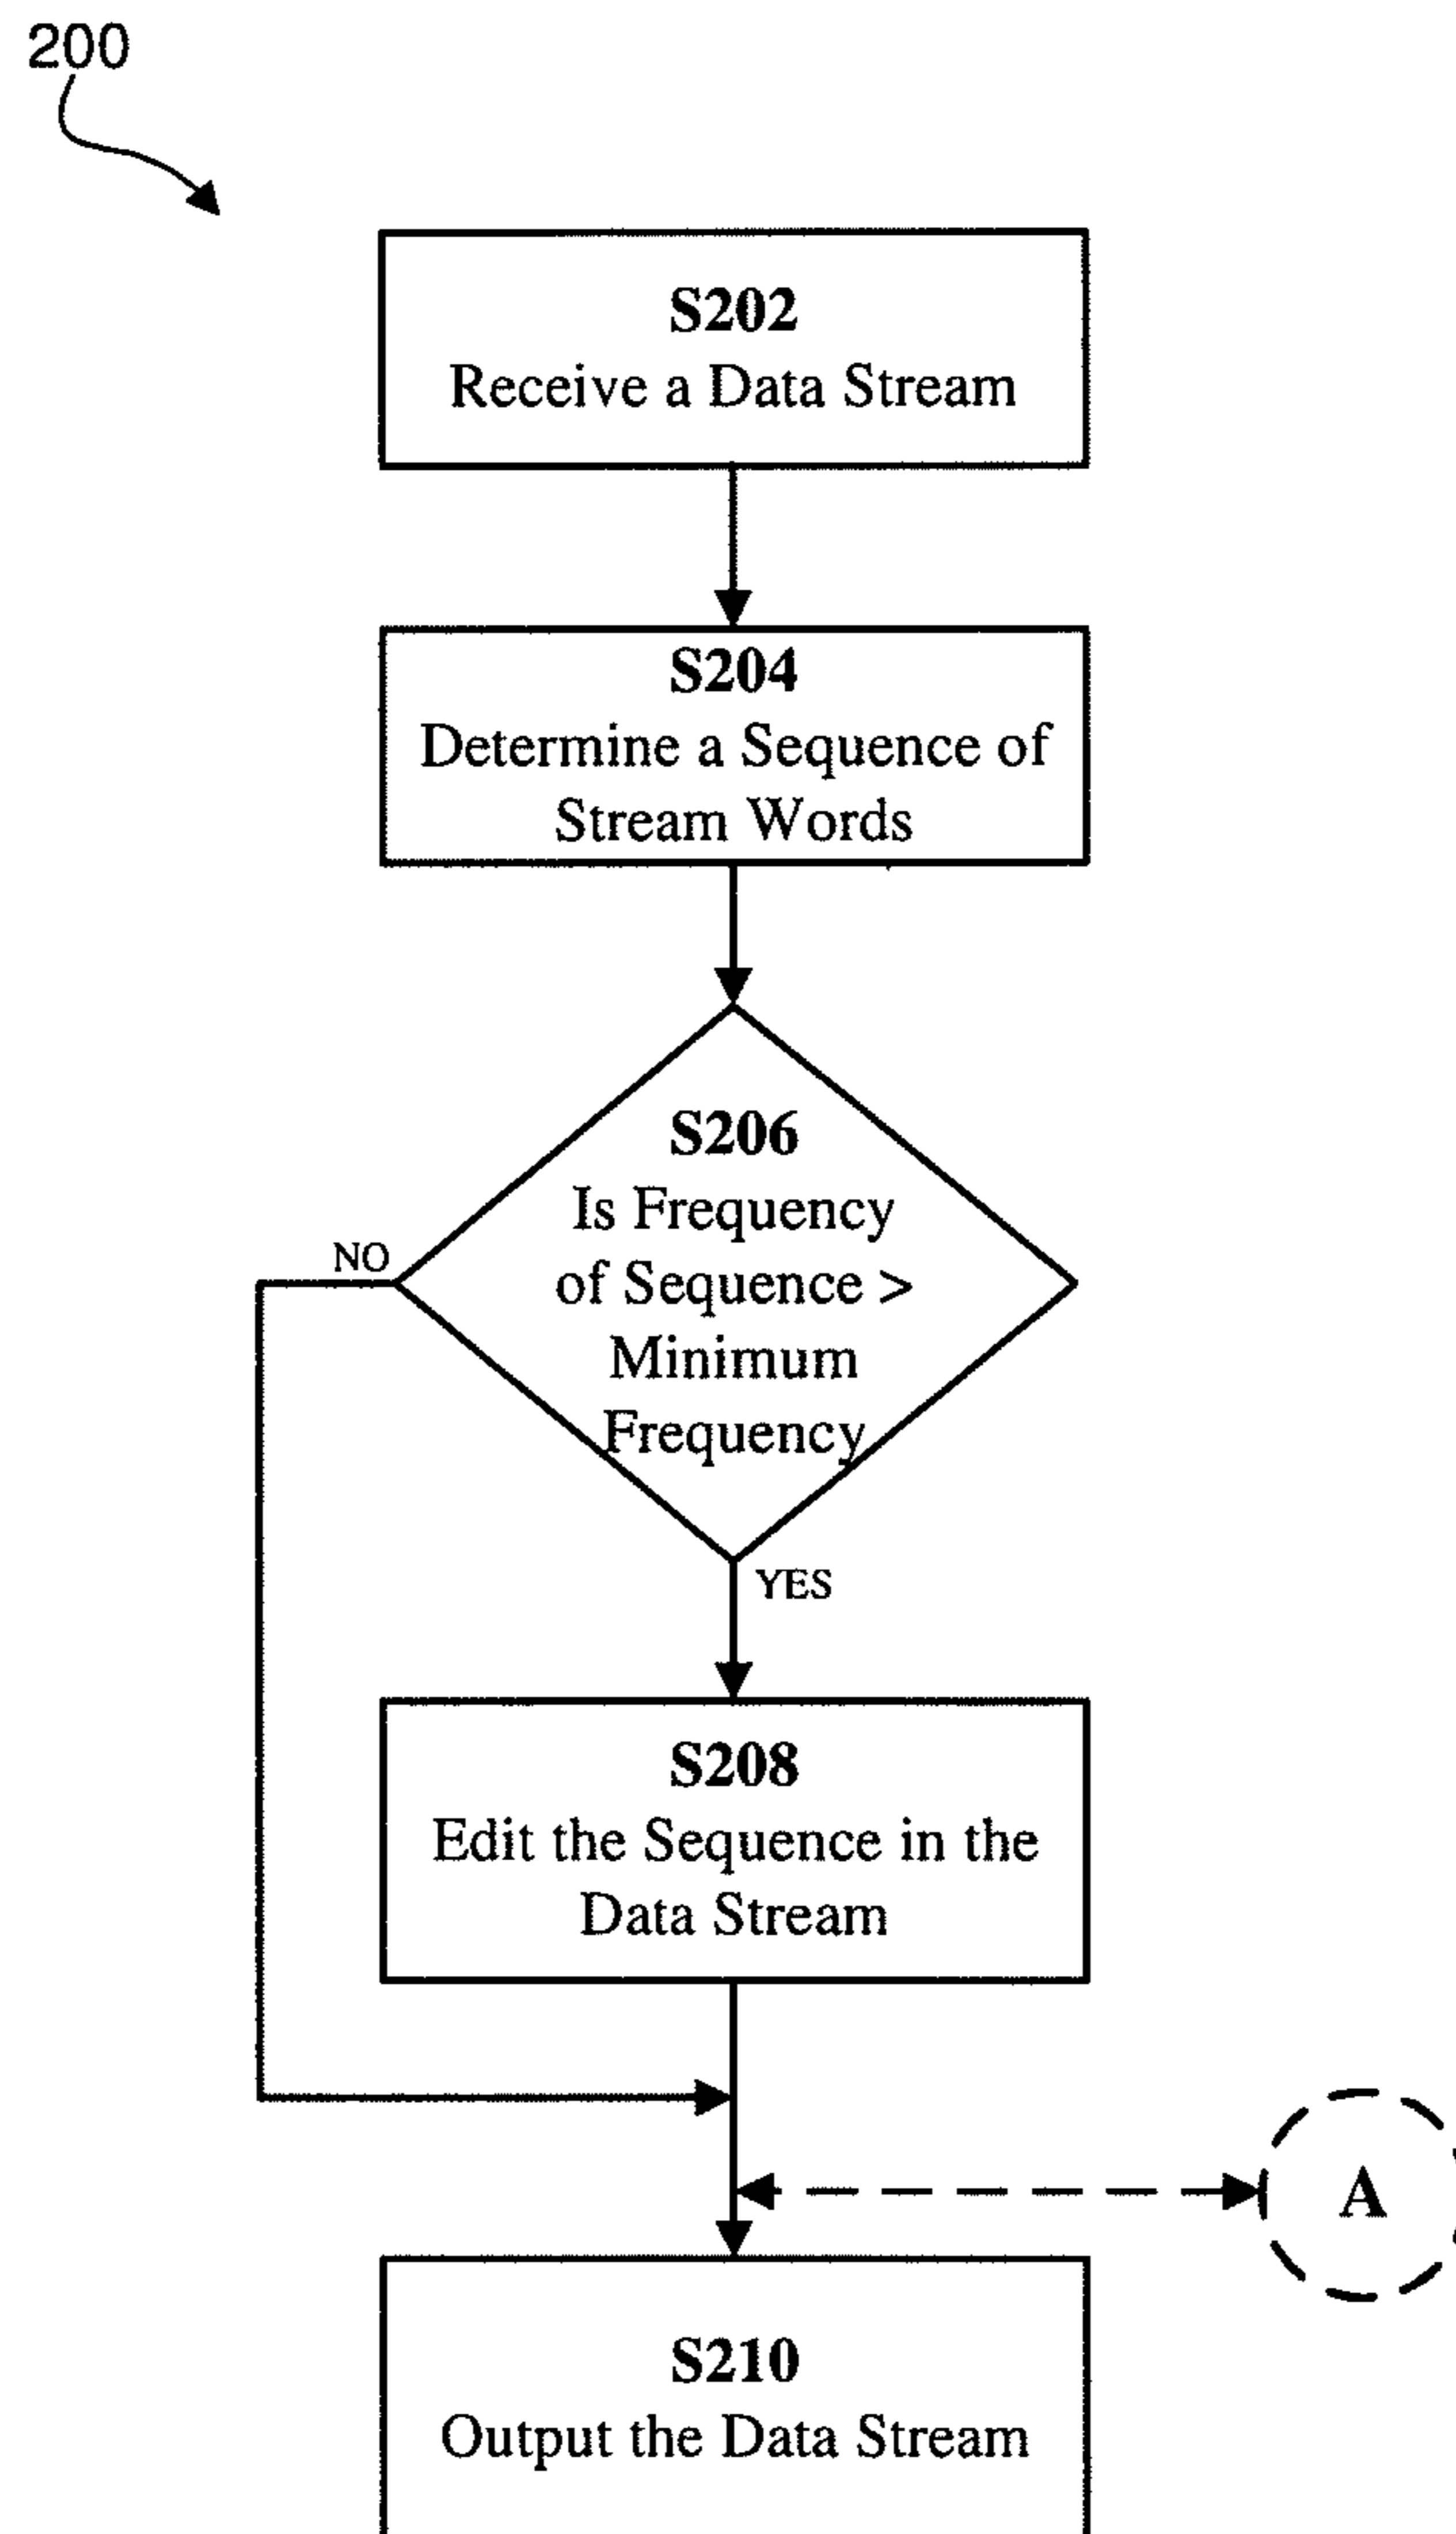 200
S202
Receive a Data Stream
S204
Determine a Sequence of
Stream Words
S206
Is Frequency
of Sequence >
Minimum
Frequency
NO
YES
S208
Edit the Sequence in the
Data Stream
A
S210
Output the Data Stream